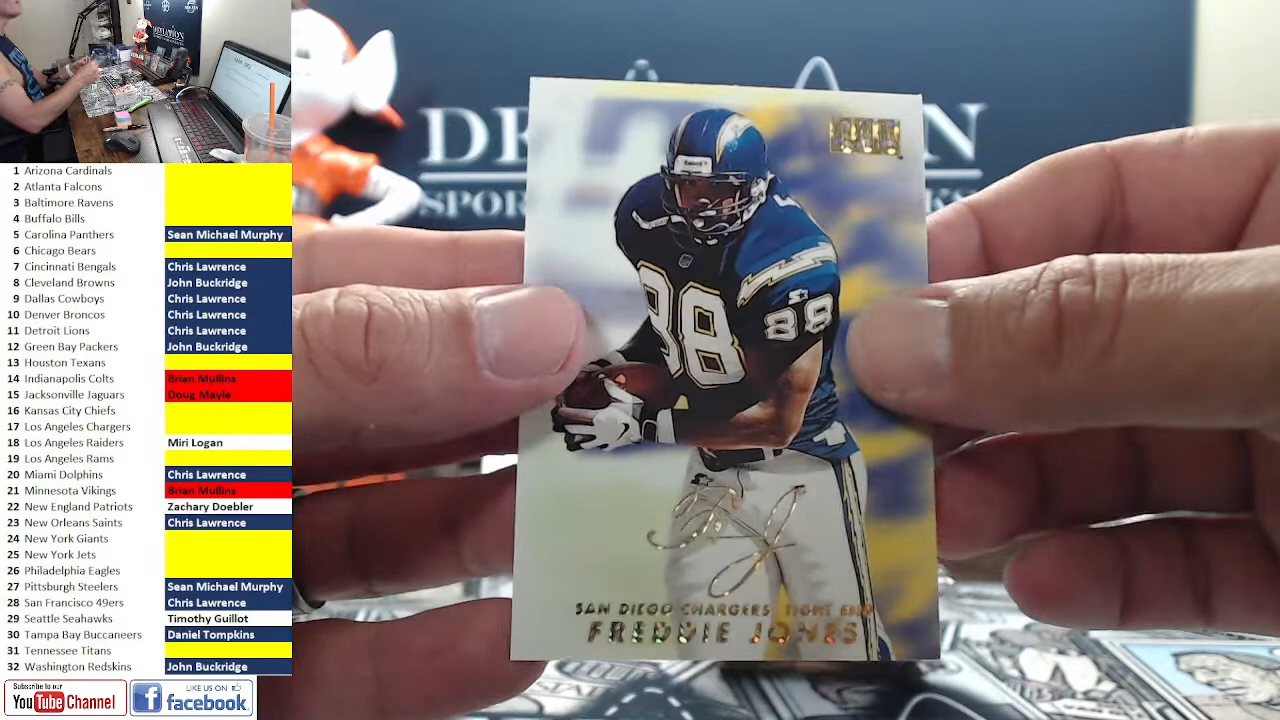 1 Arizona Cardinals
2 Atlanta Falcons
3 Baltimore Ravens
4 Buffalo Bills
5 Carolina Panthers Sean Michael Murphy
6 Chicago Bears
7 Cincinnati Bengals Chris Lawrence
8 Cleveland Browns John Buckridge
9 Dallas Cowboys Chris Lawrence
10 Denver Broncos Chris Lawrence
11 Detroit Lions Chris Lawrence
12 Green Bay Packers John Buckridge
13 Houston Texans
14 Indianapolis Colts Brian Mullins
15 Jacksonville Jaguars Doug Mayle
16 Kansas City Chiefs
17 Los Angeles Chargers
18 Los Angeles Raiders Miri Logan
19 Los Angeles Rams
20 Miami Dolphins Chris Lawrence
21 Minnesota Vikings Brian Mullins
22 New England Patriots Zachary Doebler
23 New Orleans Saints Chris Lawrence
24 New York Giants
25 New York Jets
26 Philadelphia Eagles
27 Pittsburgh Steelers Sean Michael Murphy
28 San Francisco 49ers Chris Lawrence
29 Seattle Seahawks Timothy Guillot
30 Tampa Bay Buccaneers Daniel Tompkins
31 Tennessee Titans
32 Washington Redskins John Buckridge
Subscribe to our
YouTube Channel
LIKE US ON
facebook.
88
88
SAN DIEGO CHARGERS TIGHT END
FREDDIE JONES